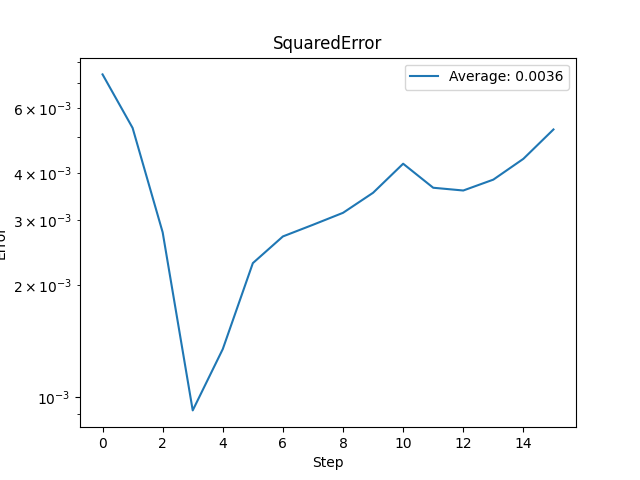 SquaredError
Average: 0.0036
6 × 10⁻³
4 × 10⁻³
3 × 10⁻³
2 × 10⁻³
10⁻³
Error
0 2 4 6 8 10 12 14
Step